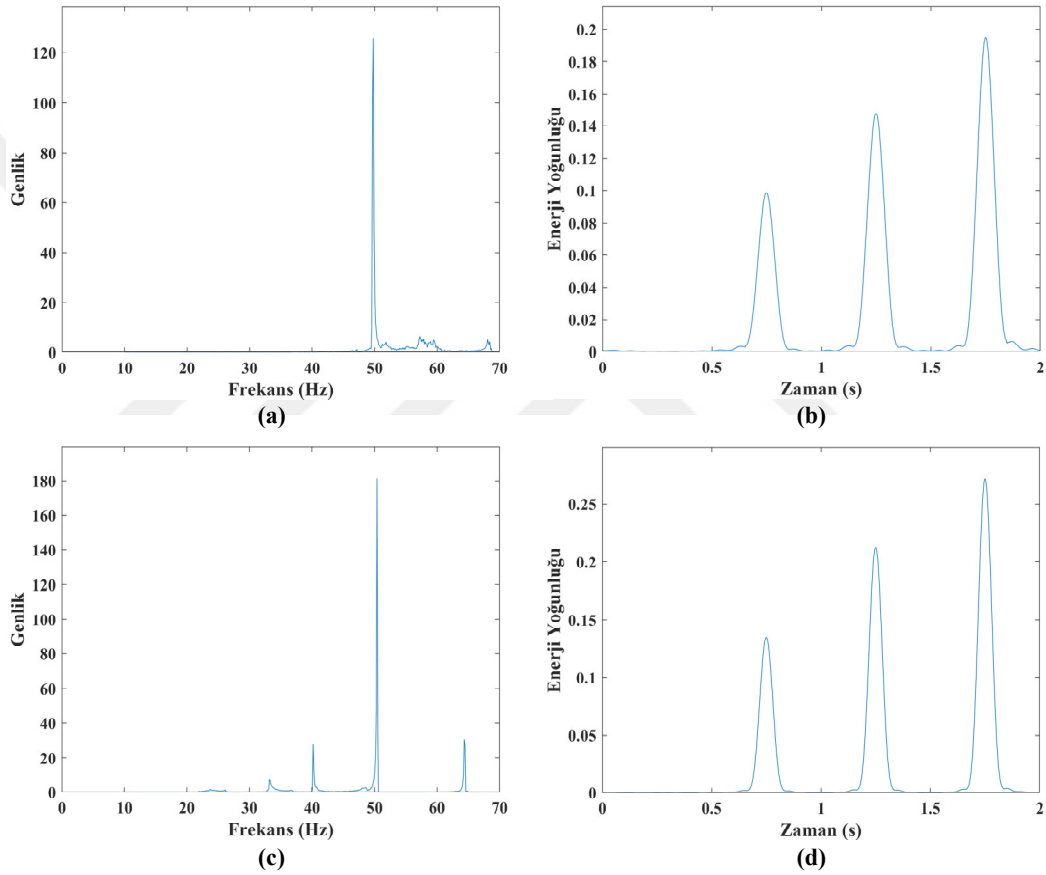 120
100
80
60
40
20
0
Genlik
0 10 20 30 40 50 60 70
Frekans (Hz)
(a)
0.2
0.18
0.16
0.14
0.12
0.1
0.08
0.06
0.04
0.02
0
Enerji Yoğunluğu
0 0.5 1 1.5 2
Zaman (s)
(b)
180
160
140
120
100
80
60
40
20
0
Genlik
0 10 20 30 40 50 60 70
Frekans (Hz)
(c)
0.25
0.2
0.15
0.1
0.05
0
Enerji Yoğunluğu
0 0.5 1 1.5 2
Zaman (s)
(d)